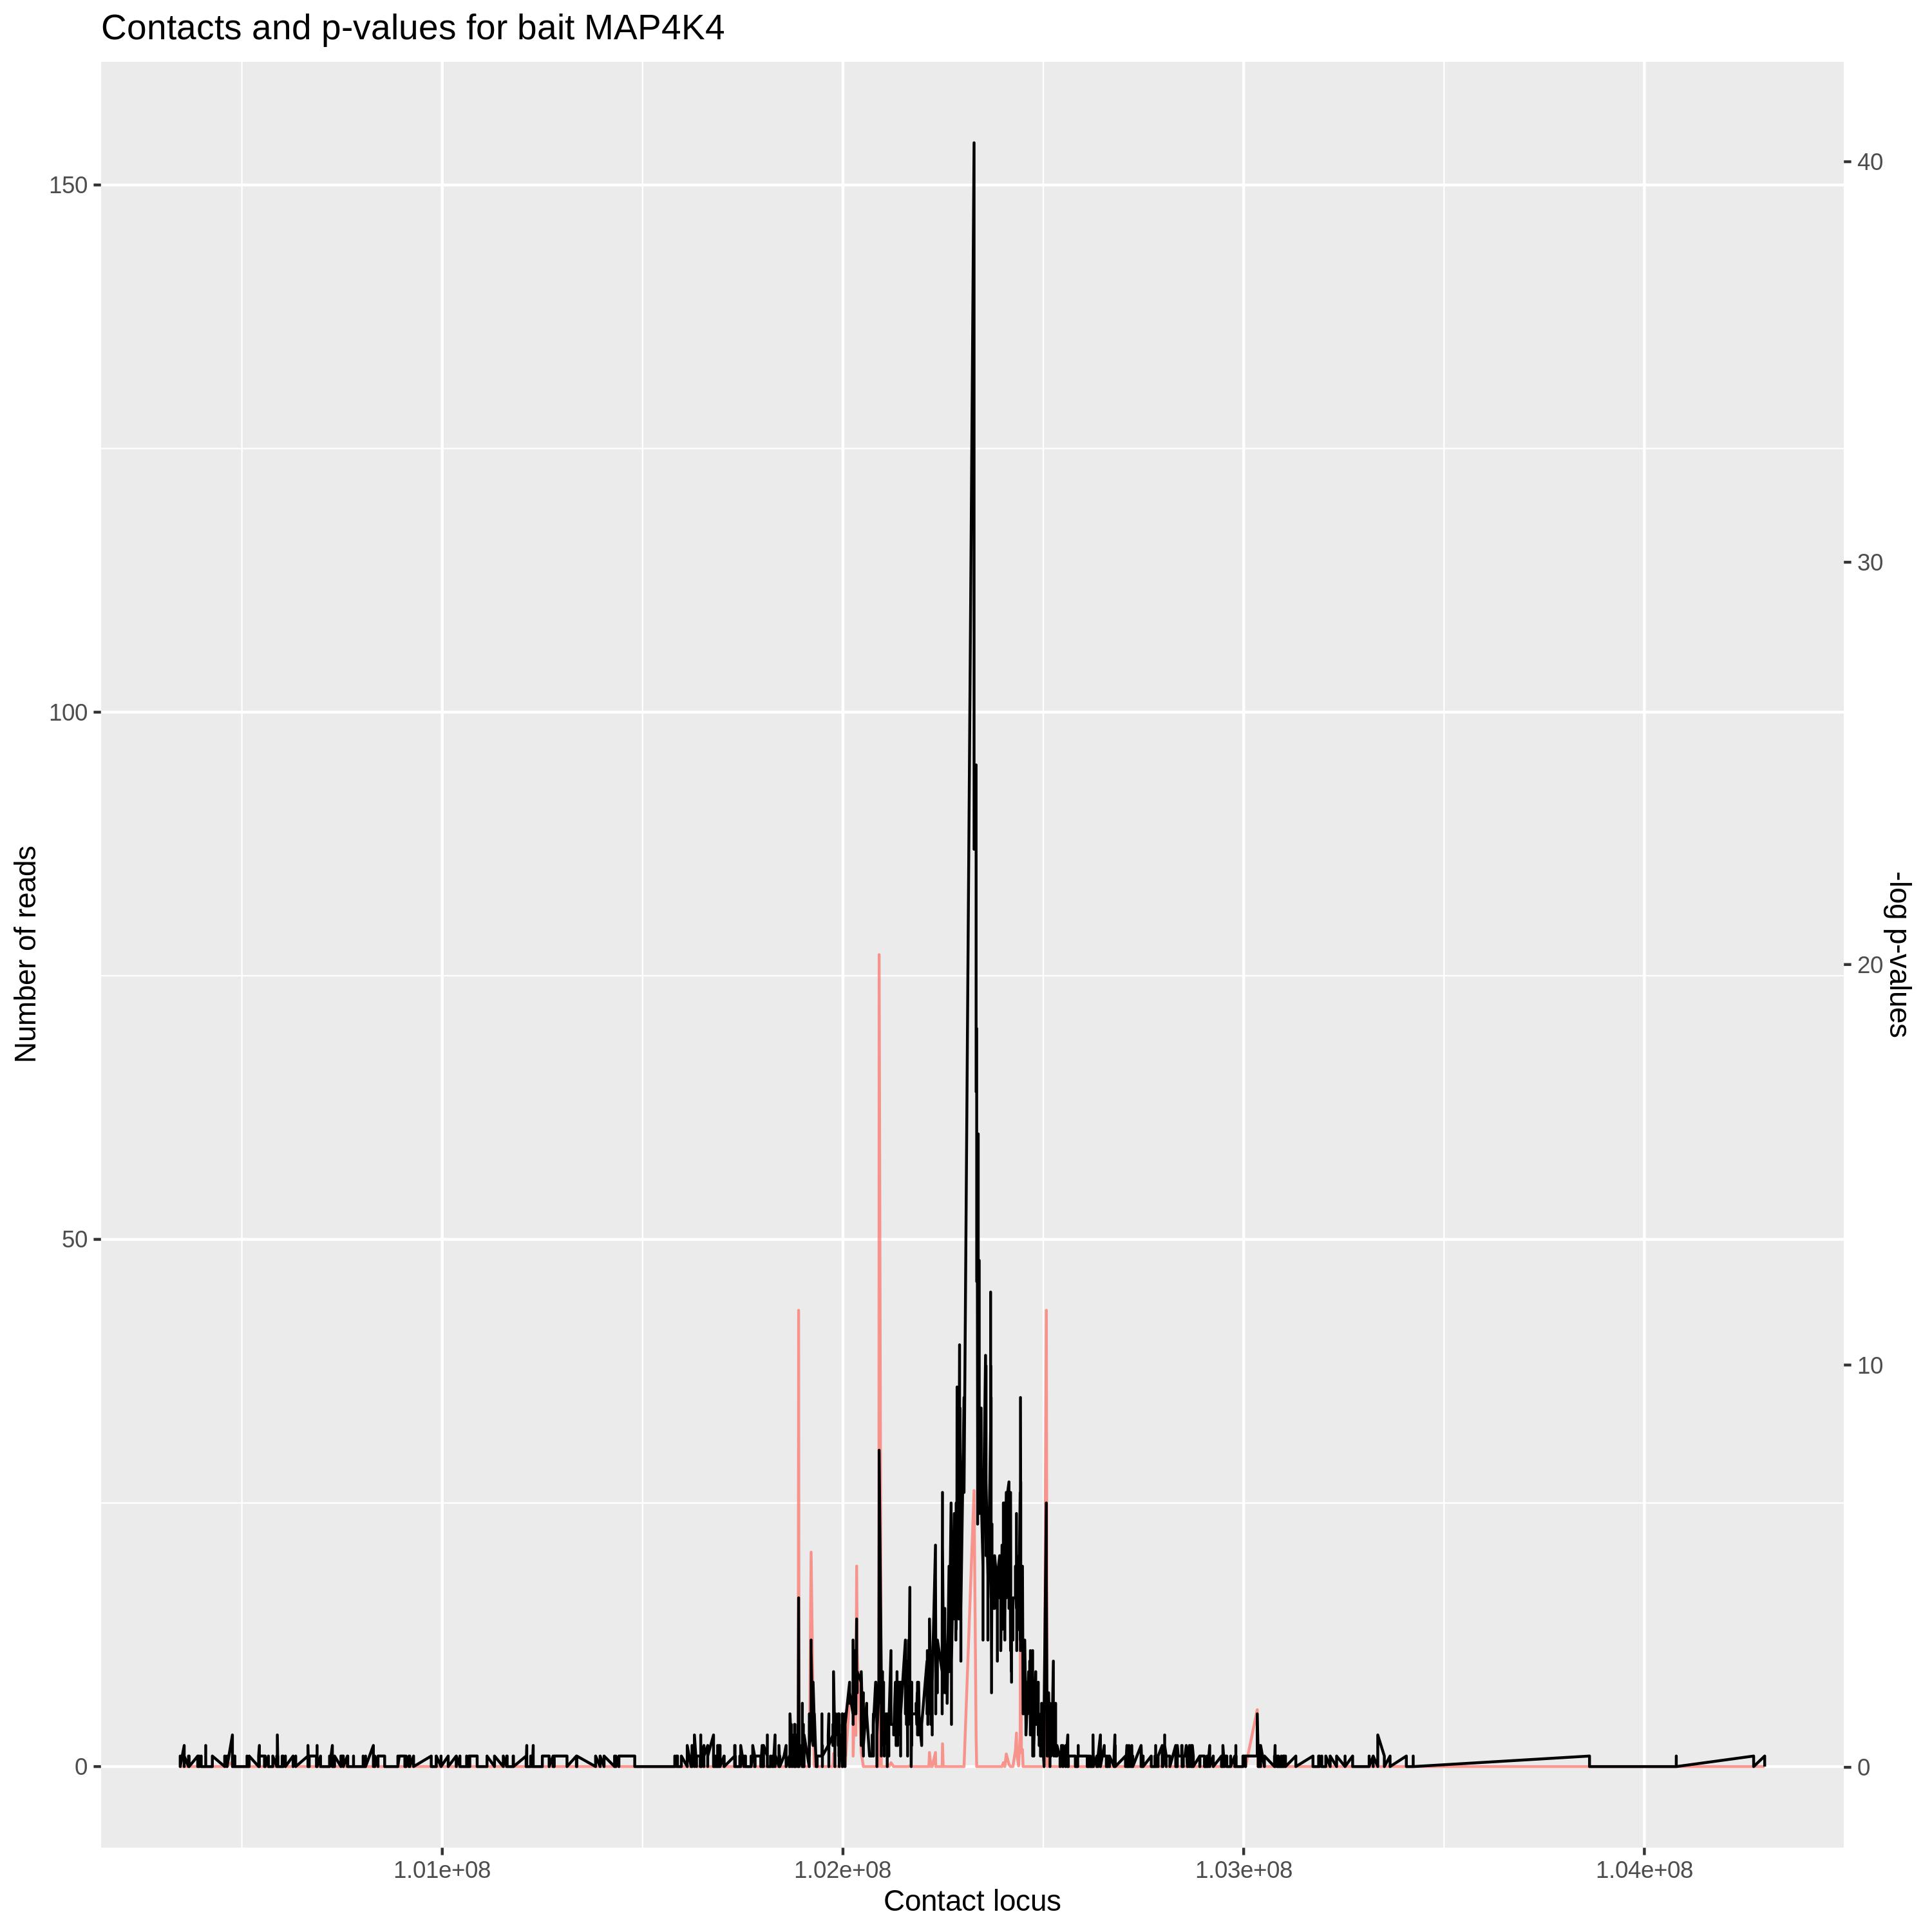 Contacts and p-values for bait MAP4K4
150
100
50
0
Number of reads
40
30
20
10
0
-log p-values
1.01e+08
1.02e+08
1.03e+08
1.04e+08
Contact locus